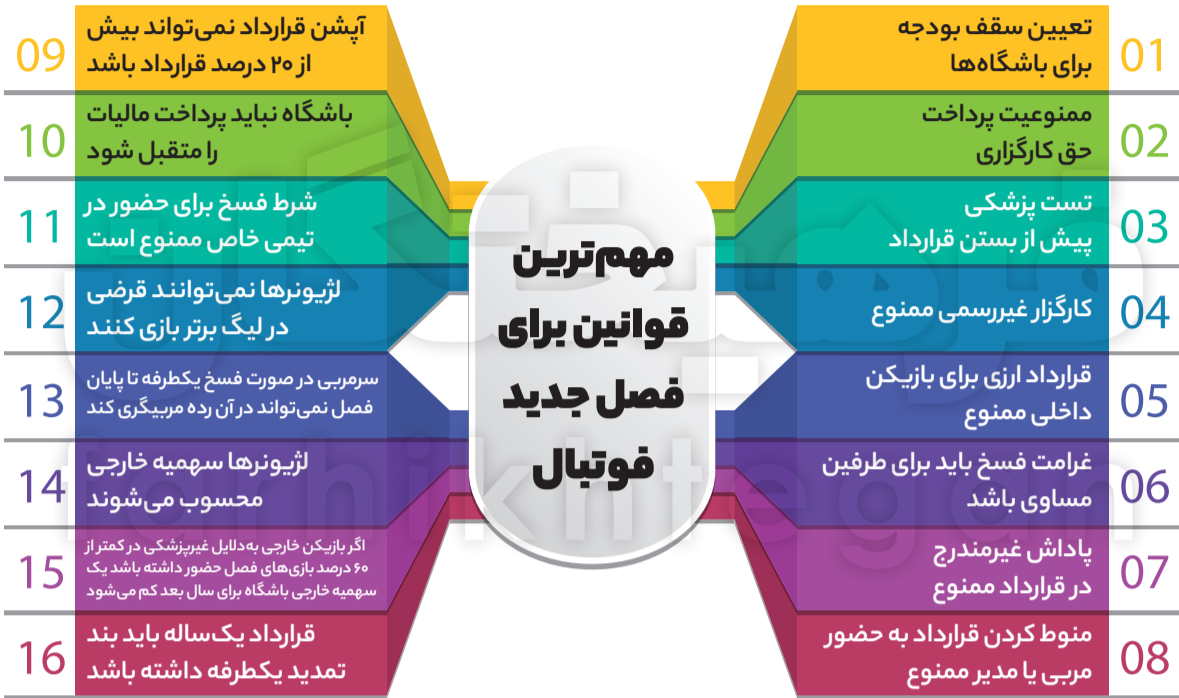 مهم‌ترین
قوانین برای
فصل جدید
فوتبال
01
تعیین سقف بودجه
برای باشگاه‌ها
02
ممنوعیت پرداخت
حق کارگزاری
03
تست پزشکی
پیش از بستن قرارداد
04
کارگزار غیررسمی ممنوع
05
قرارداد ارزی برای بازیکن
داخلی ممنوع
06
غرامت فسخ باید برای طرفین
مساوی باشد
07
پاداش غیرمندرج
در قرارداد ممنوع
08
منوط کردن قرارداد به حضور
مربی یا مدیر ممنوع
09
آپشن قرارداد نمی‌تواند بیش
از ۲۰ درصد قرارداد باشد
10
باشگاه نباید پرداخت مالیات
را متقبل شود
11
شرط فسخ برای حضور در
تیمی خاص ممنوع است
12
لژیونرها نمی‌توانند قرضی
در لیگ برتر بازی کنند
13
سرمربی در صورت فسخ یکطرفه تا پایان
فصل نمی‌تواند در آن رده مربیگری کند
14
لژیونرها سهمیه خارجی
محسوب می‌شوند
15
اگر بازیکن خارجی به‌دلایل غیرپزشکی در کمتر از
۶۰ درصد بازی‌های فصل حضور داشته باشد یک
سهمیه خارجی باشگاه برای سال بعد کم می‌شود
16
قرارداد یک‌ساله باید بند
تمدید یکطرفه داشته باشد
فرهیختگان
farhikhtegan